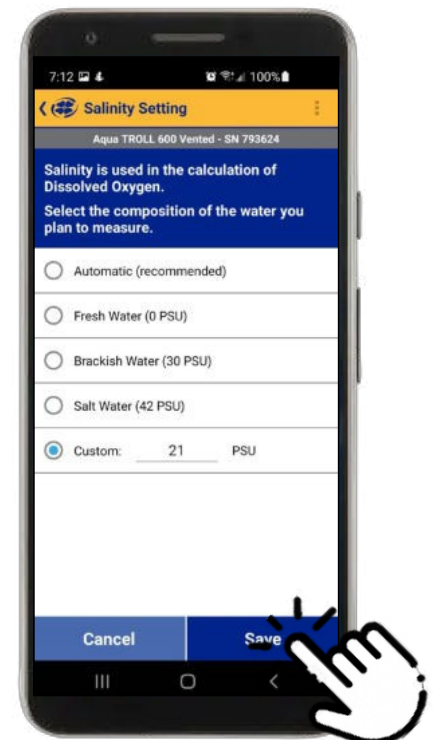 7:12 100%
Salinity Setting
Aqua TROLL 600 Vented - SN 793624
Salinity is used in the calculation of
Dissolved Oxygen.
Select the composition of the water you
plan to measure.
Automatic (recommended)
Fresh Water (0 PSU)
Brackish Water (30 PSU)
Salt Water (42 PSU)
Custom: 21 PSU
Cancel Save